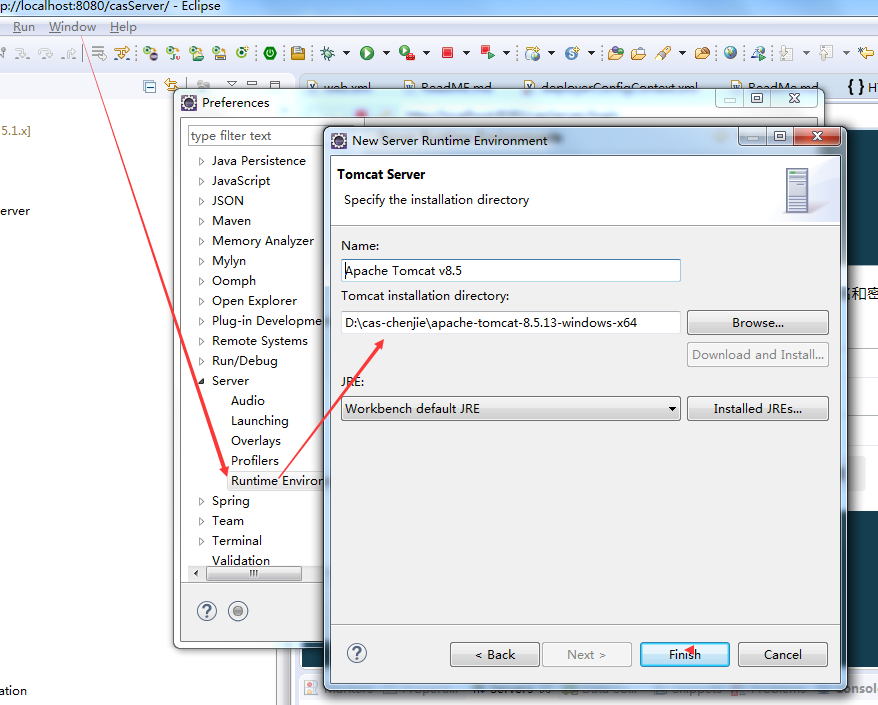 p://localhost:8080/casServer/ - Eclipse
Run Window Help
web.xml ReadME.md deployerConfigContext.xml ReadMe.md
5.1.x]
erver
ation
Preferences
type filter text
Java Persistence
JavaScript
JSON
Maven
Memory Analyzer
Mylyn
Oomph
Open Explorer
Plug-in Developme
Remote Systems
Run/Debug
Server
Audio
Launching
Overlays
Profilers
Runtime Environ
Spring
Team
Terminal
Validation
New Server Runtime Environment
Tomcat Server
Specify the installation directory
Name:
Apache Tomcat v8.5
Tomcat installation directory:
D:\cas-chenjie\apache-tomcat-8.5.13-windows-x64
Browse...
Download and Install...
JRE:
Workbench default JRE
Installed JREs...
< Back
Next >
Finish
Cancel
和密